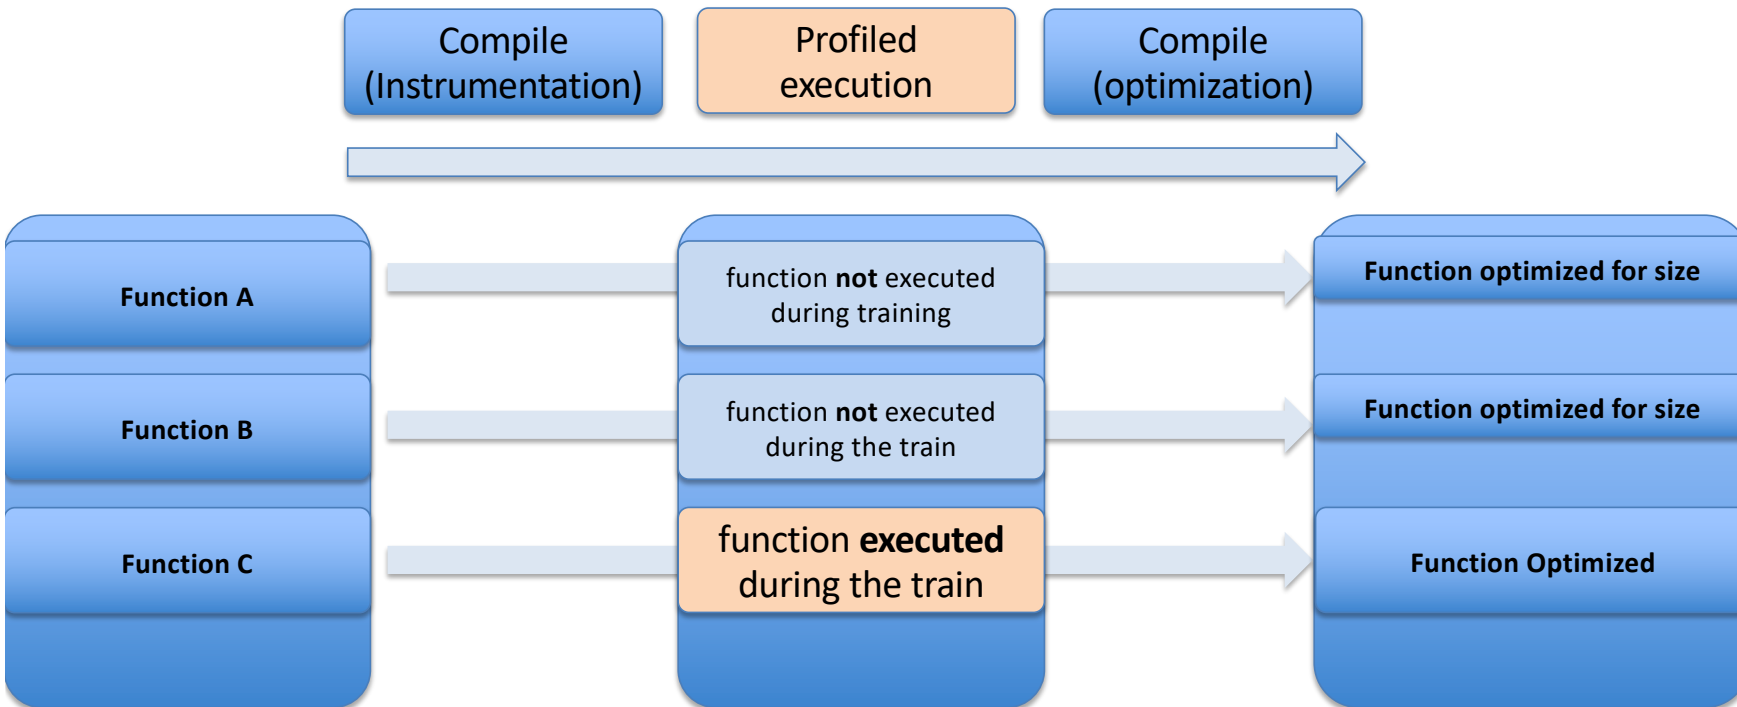 Compile
(Instrumentation)
Profiled
execution
Compile
(optimization)
Function A
function not executed
during training
Function optimized for size
Function B
function not executed
during the train
Function optimized for size
Function C
function executed
during the train
Function Optimized